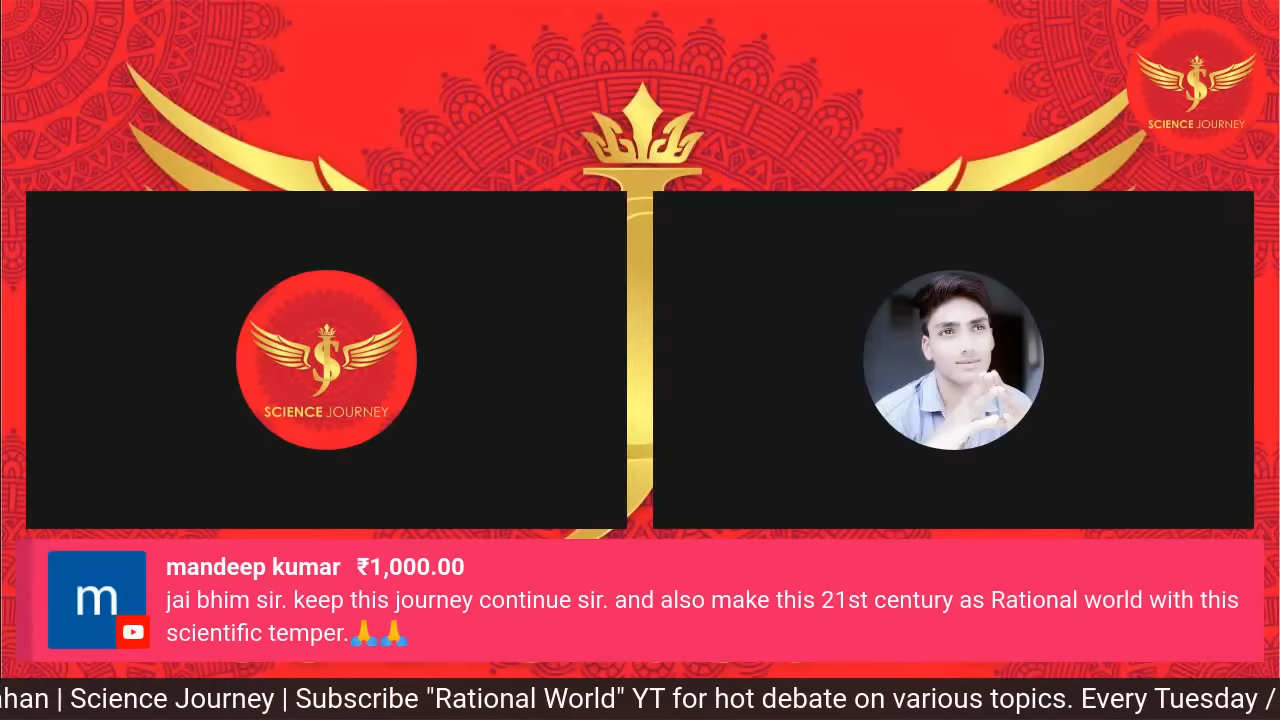 SCIENCE JOURNEY
SCIENCE JOURNEY
m
mandeep kumar ₹1,000.00
jai bhim sir. keep this journey continue sir. and also make this 21st century as Rational world with this
scientific temper.🙏🙏
ahan | Science Journey | Subscribe "Rational World" YT for hot debate on various topics. Every Tuesday /